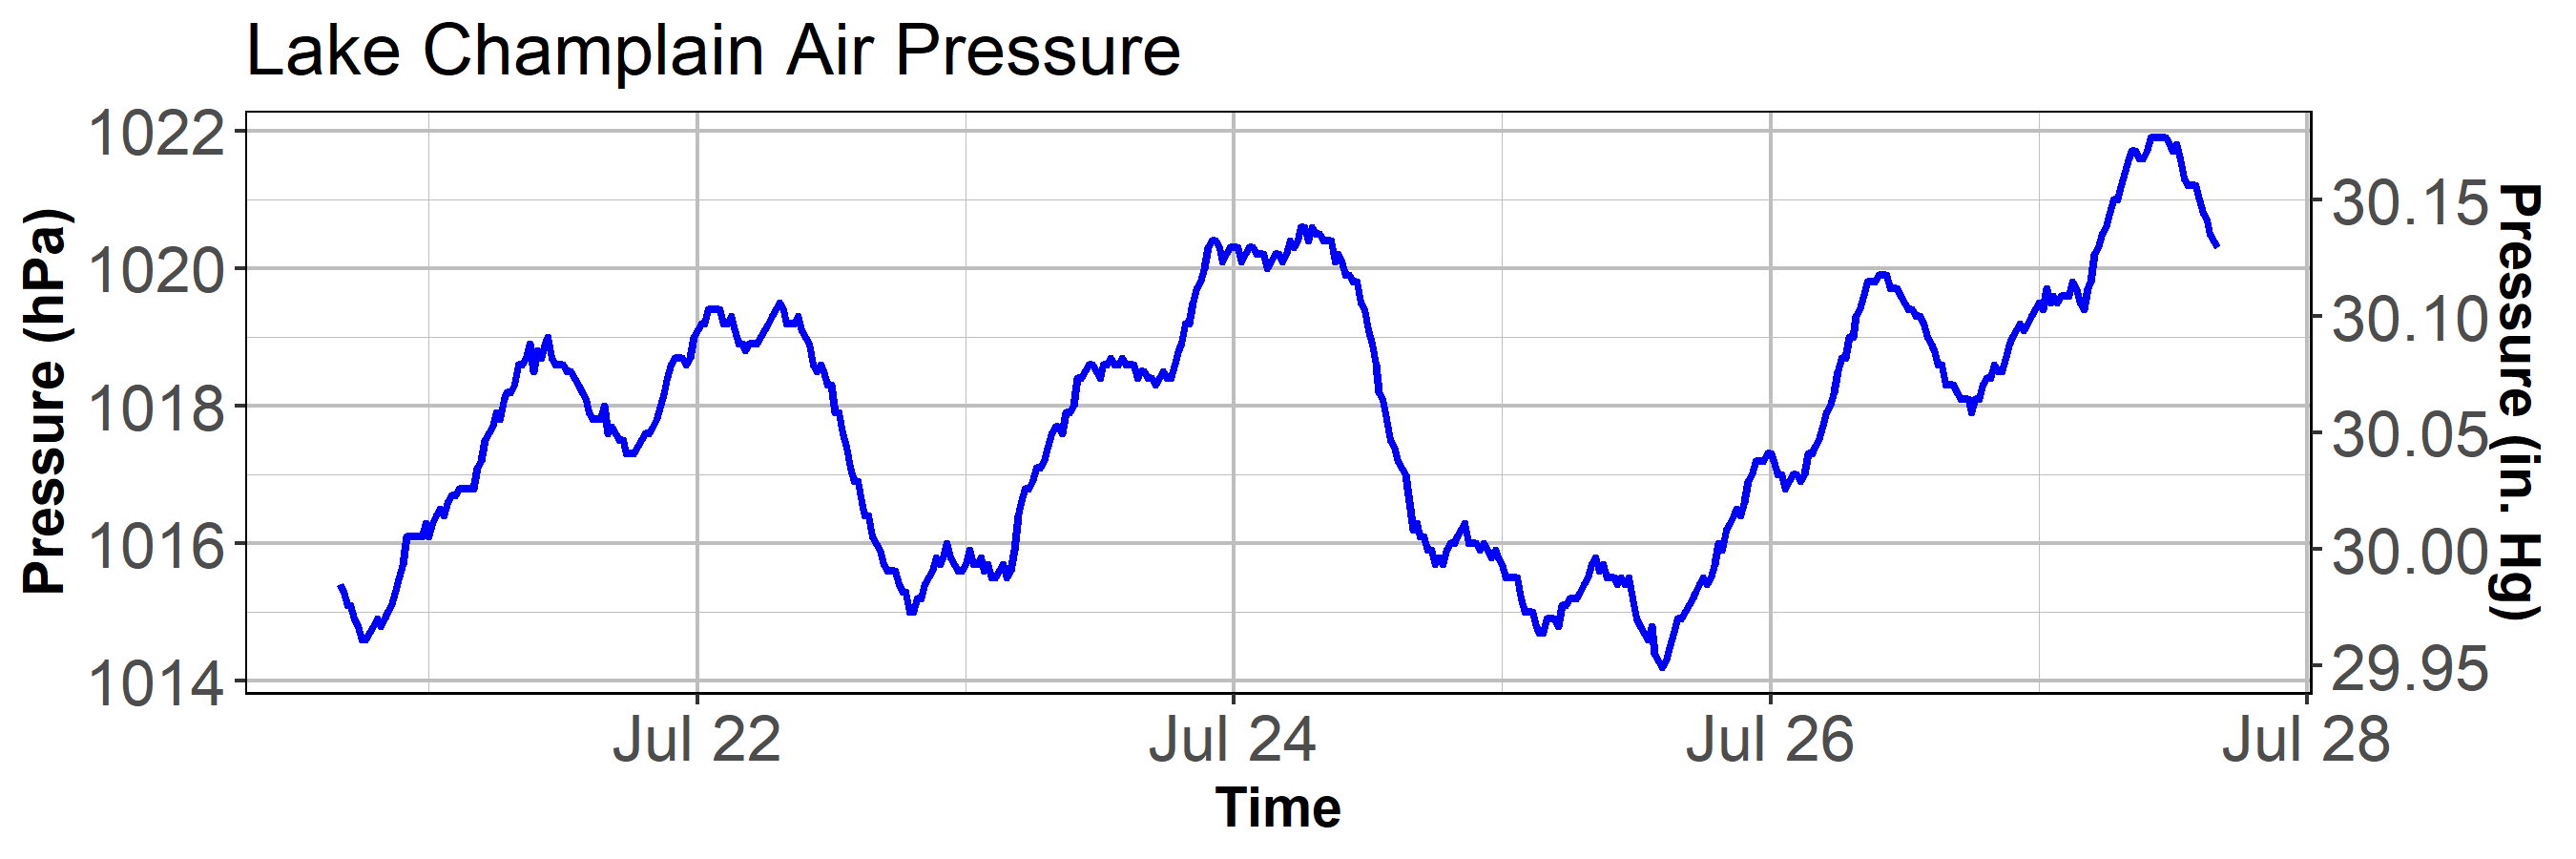 Lake Champlain Air Pressure
1022
1020
1018
1016
1014
Pressure (hPa)
30.15
30.10
30.05
30.00
29.95
Pressure (in. Hg)
Jul 22
Jul 24
Jul 26
Jul 28
Time